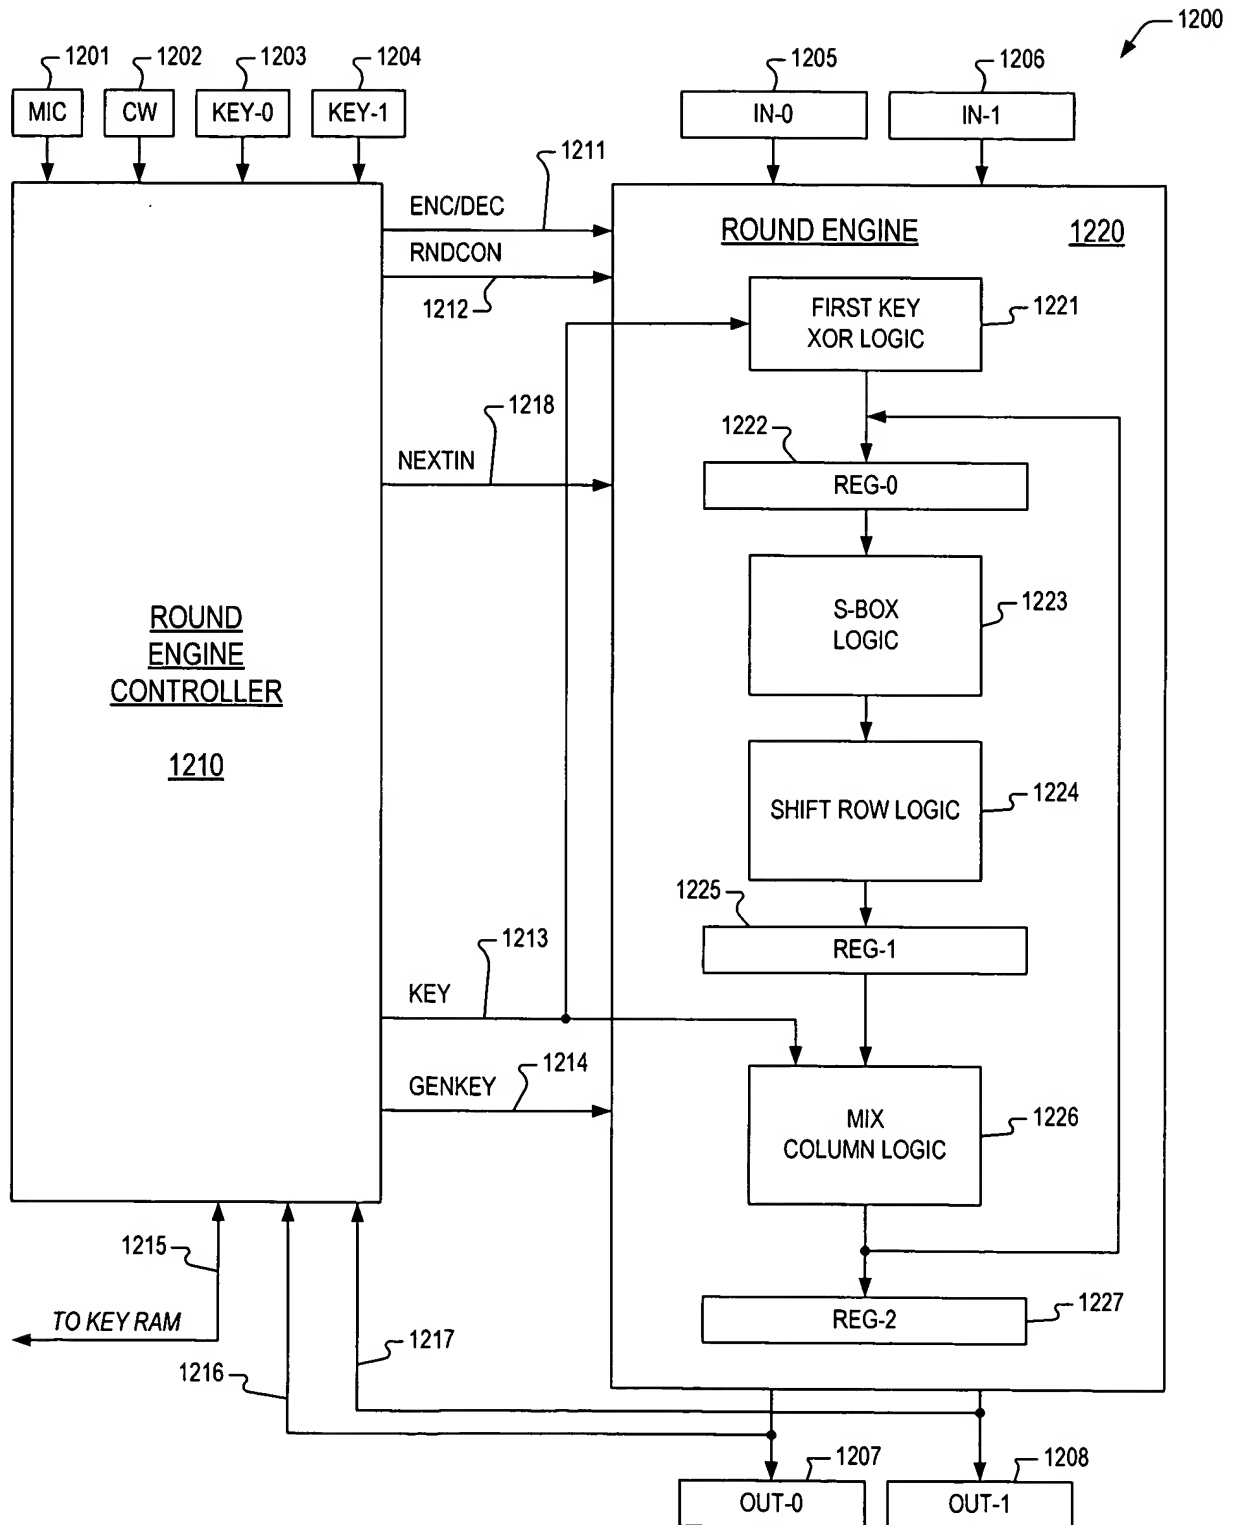 1200
1201
1202
1203
1204
1205
1206
MIC
CW
KEY-0
KEY-1
IN-0
IN-1
ENC/DEC
1211
RNDCON
1212
ROUND ENGINE
1220
FIRST KEY
XOR LOGIC
1221
NEXTIN
1218
1222
REG-0
S-BOX
LOGIC
1223
ROUND
ENGINE
CONTROLLER
1210
SHIFT ROW LOGIC
1224
1225
REG-1
KEY
1213
GENKEY
1214
MIX
COLUMN LOGIC
1226
1215
TO KEY RAM
1216
1217
REG-2
1227
1207
1208
OUT-0
OUT-1